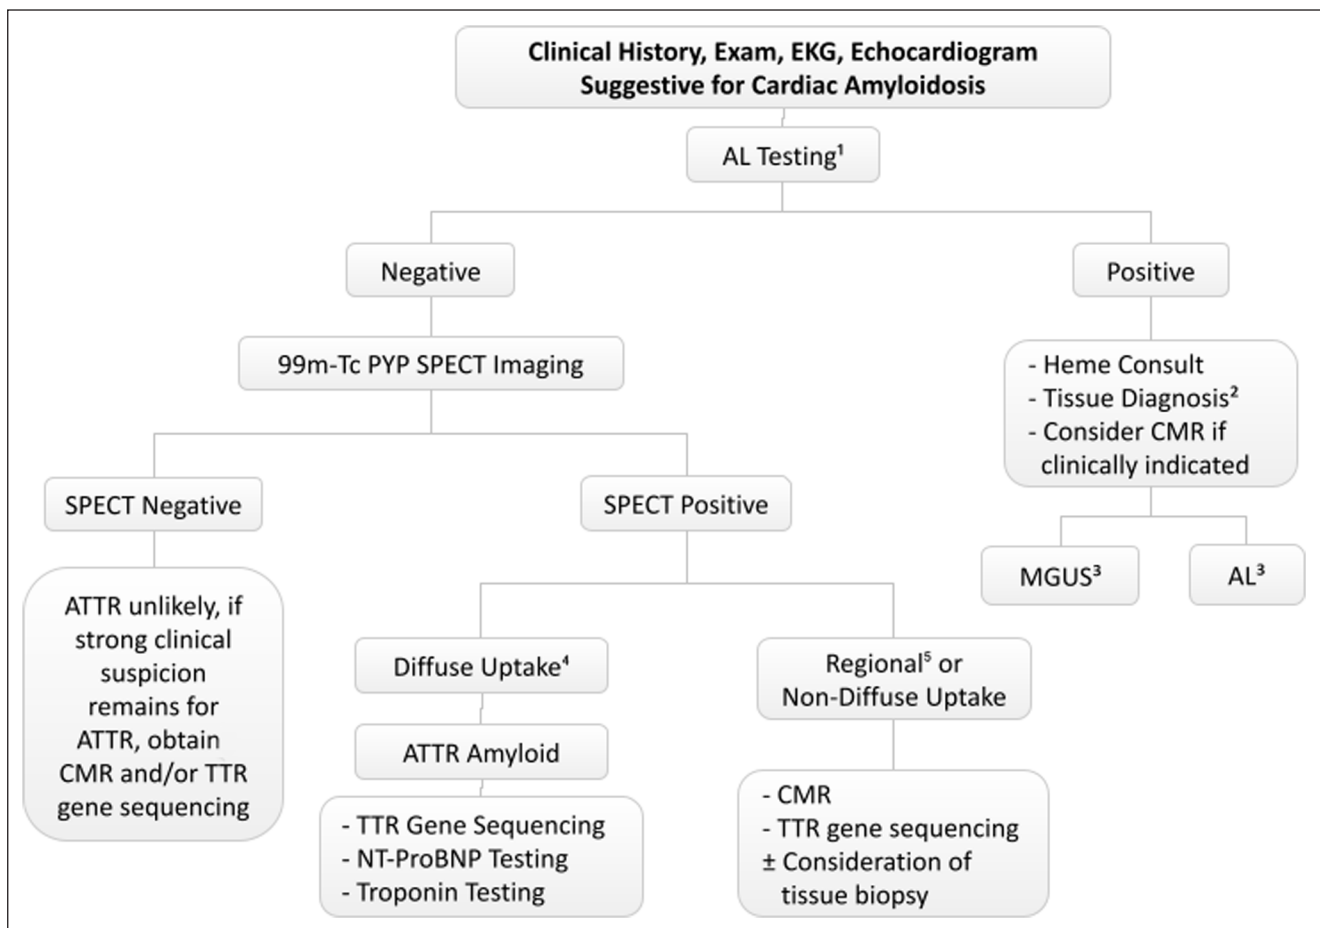 Clinical History, Exam, EKG, Echocardiogram
Suggestive for Cardiac Amyloidosis
AL Testing¹
Negative
Positive
99m-Tc PYP SPECT Imaging
- Heme Consult
- Tissue Diagnosis²
- Consider CMR if
clinically indicated
SPECT Negative
SPECT Positive
MGUS³
AL³
ATTR unlikely, if
strong clinical
suspicion
remains for
ATTR, obtain
CMR and/or TTR
gene sequencing
Diffuse Uptake⁴
Regional⁵ or
Non-Diffuse Uptake
ATTR Amyloid
- TTR Gene Sequencing
- NT-ProBNP Testing
- Troponin Testing
- CMR
- TTR gene sequencing
± Consideration of
tissue biopsy